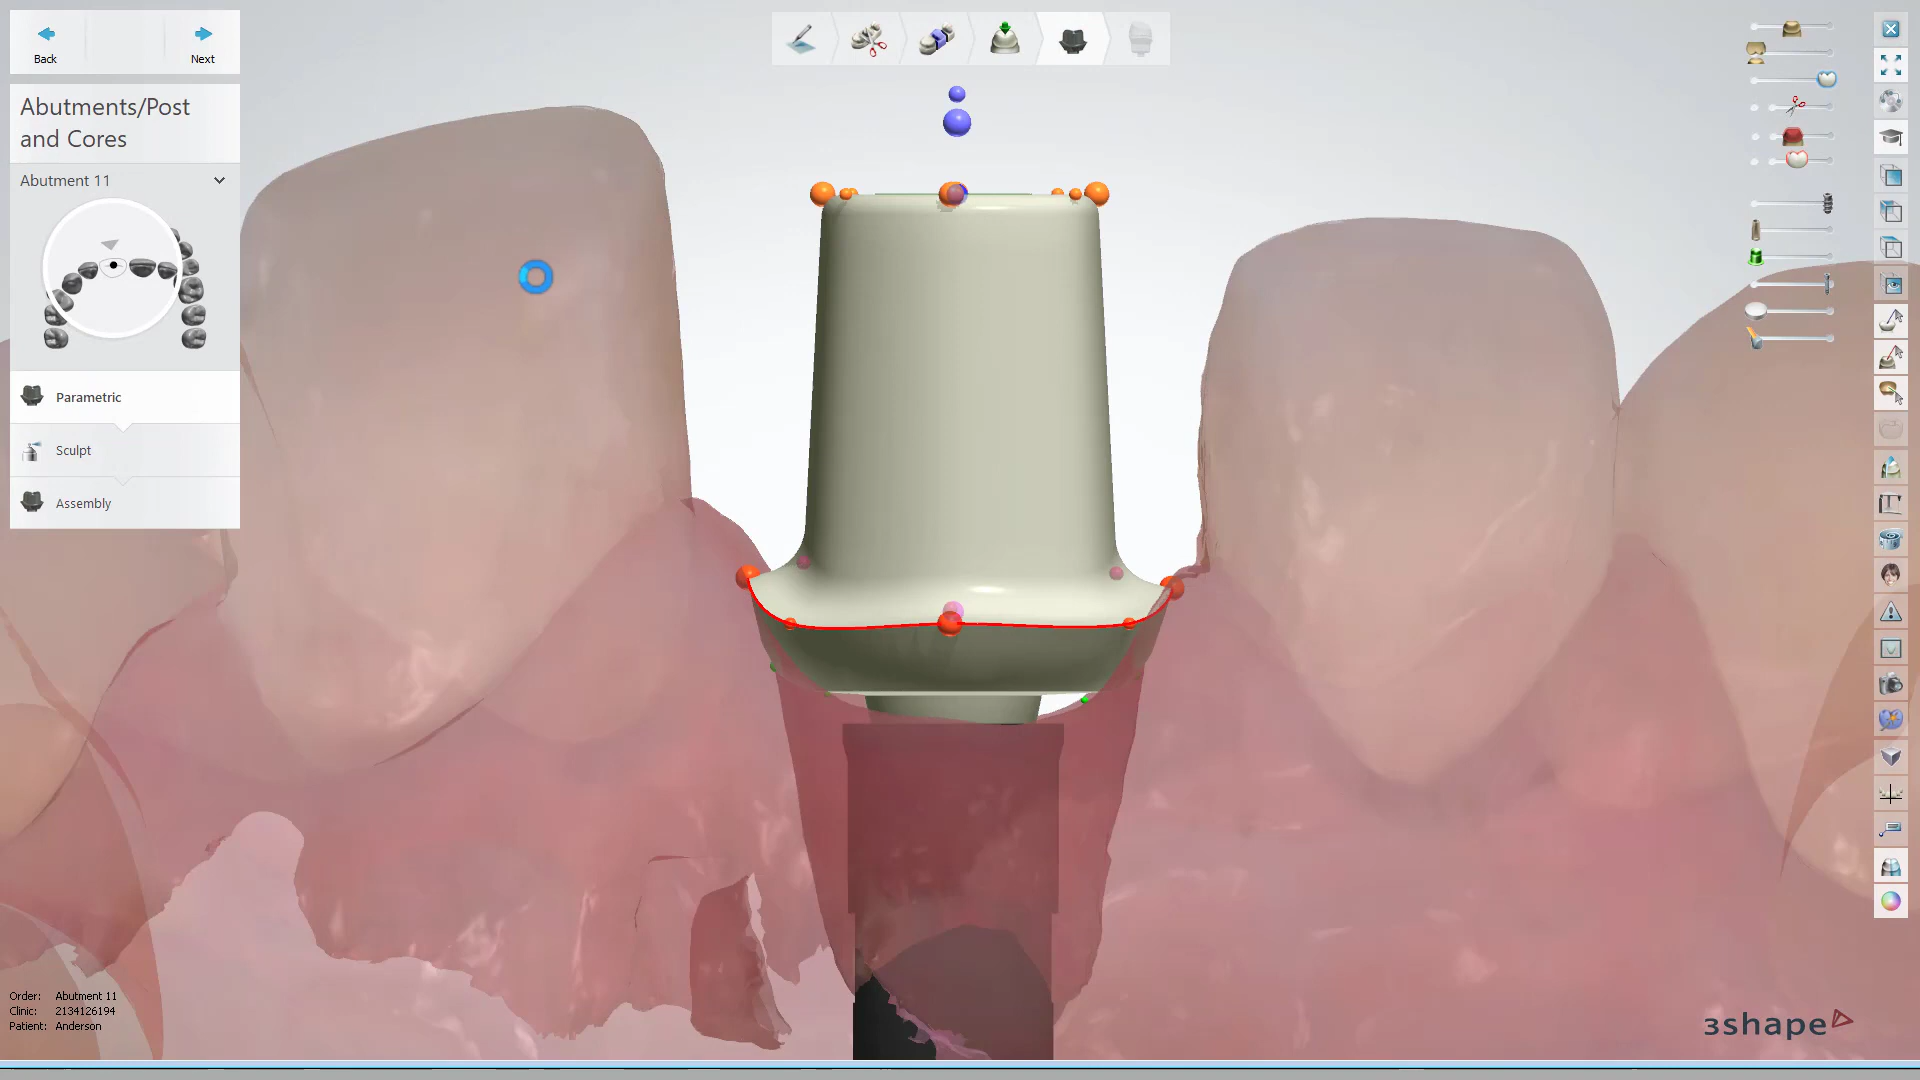 Back
Next
Abutments/Post
and Cores
Abutment 11
Parametric
Sculpt
Assembly
Order: Abutment 11
Clinic: 2134126194
Patient: Anderson
3shape